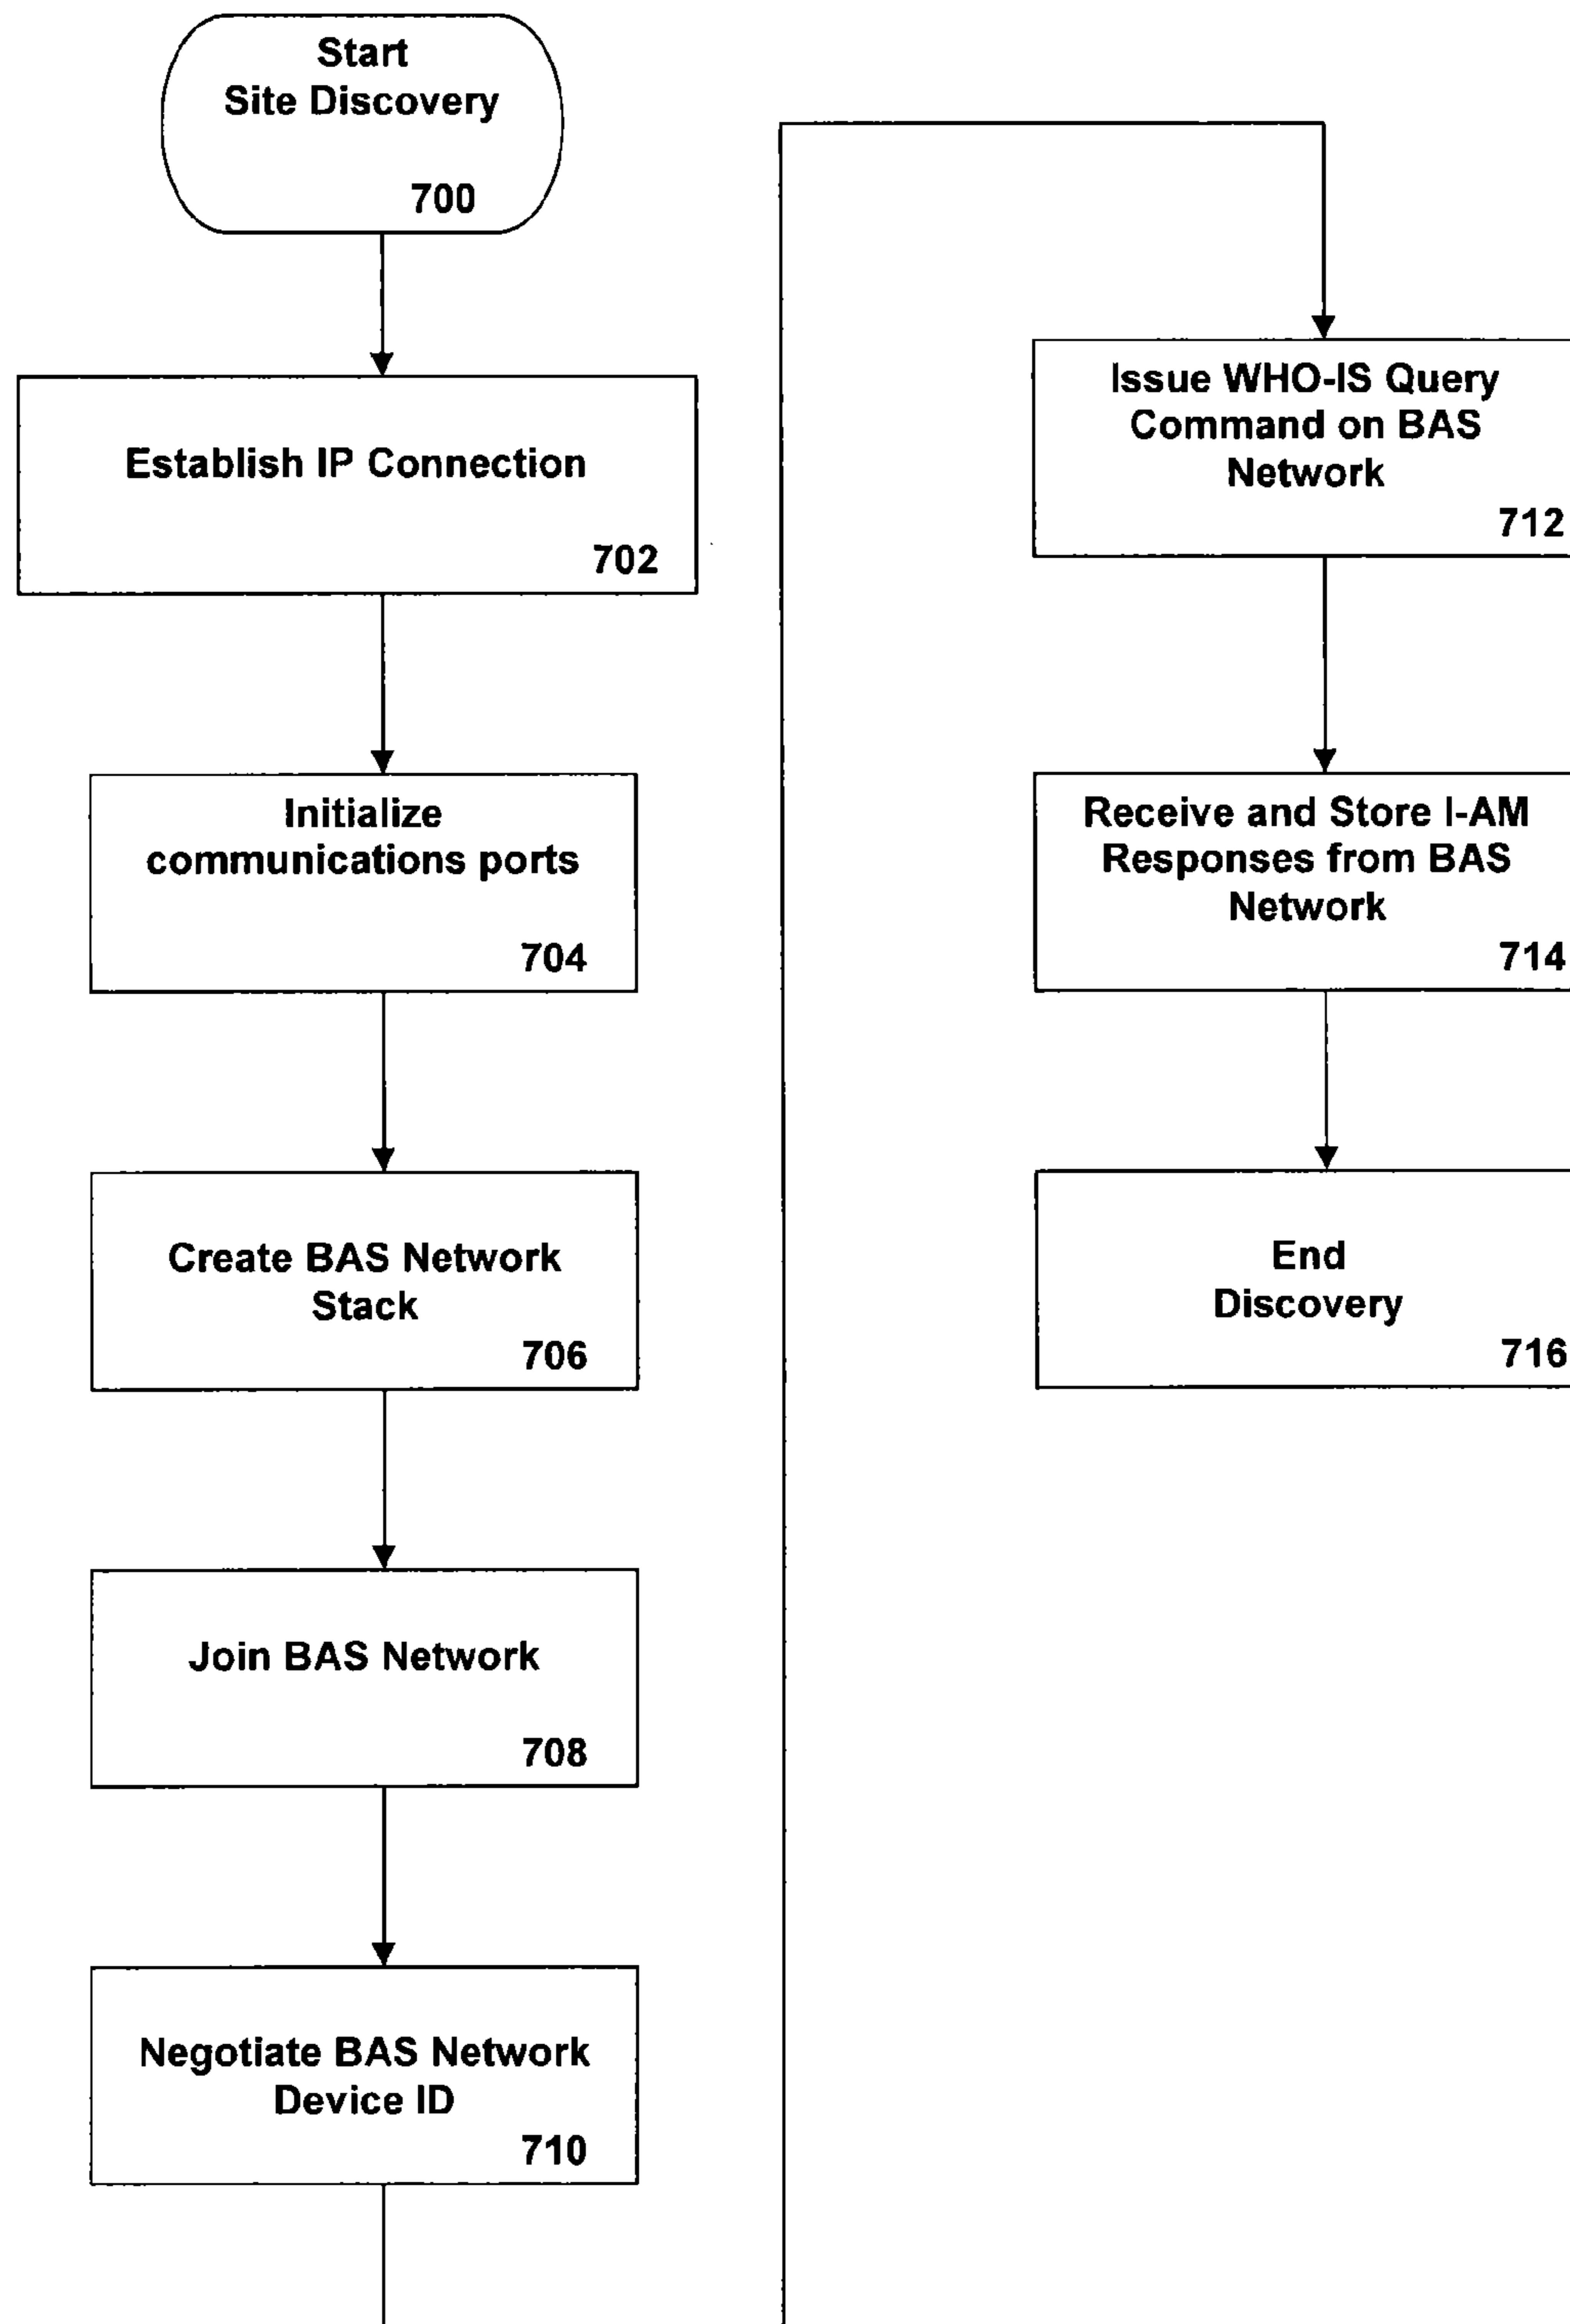 Start
Site Discovery
700
Establish IP Connection
702
Initialize
communications ports
704
Create BAS Network
Stack
706
Join BAS Network
708
Negotiate BAS Network
Device ID
710
Issue WHO-IS Query
Command on BAS
Network
712
Receive and Store I-AM
Responses from BAS
Network
714
End
Discovery
716